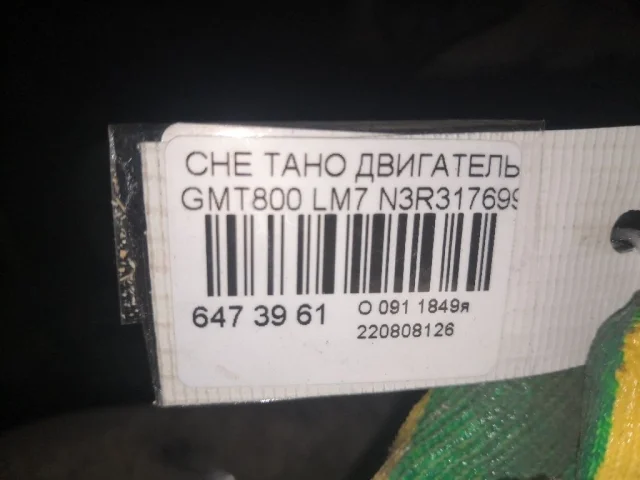 CHE TAHO ДВИГАТЕЛЬ
GMT800 LM7 N3R317699
647 39 61
О 091 1849я
220808126